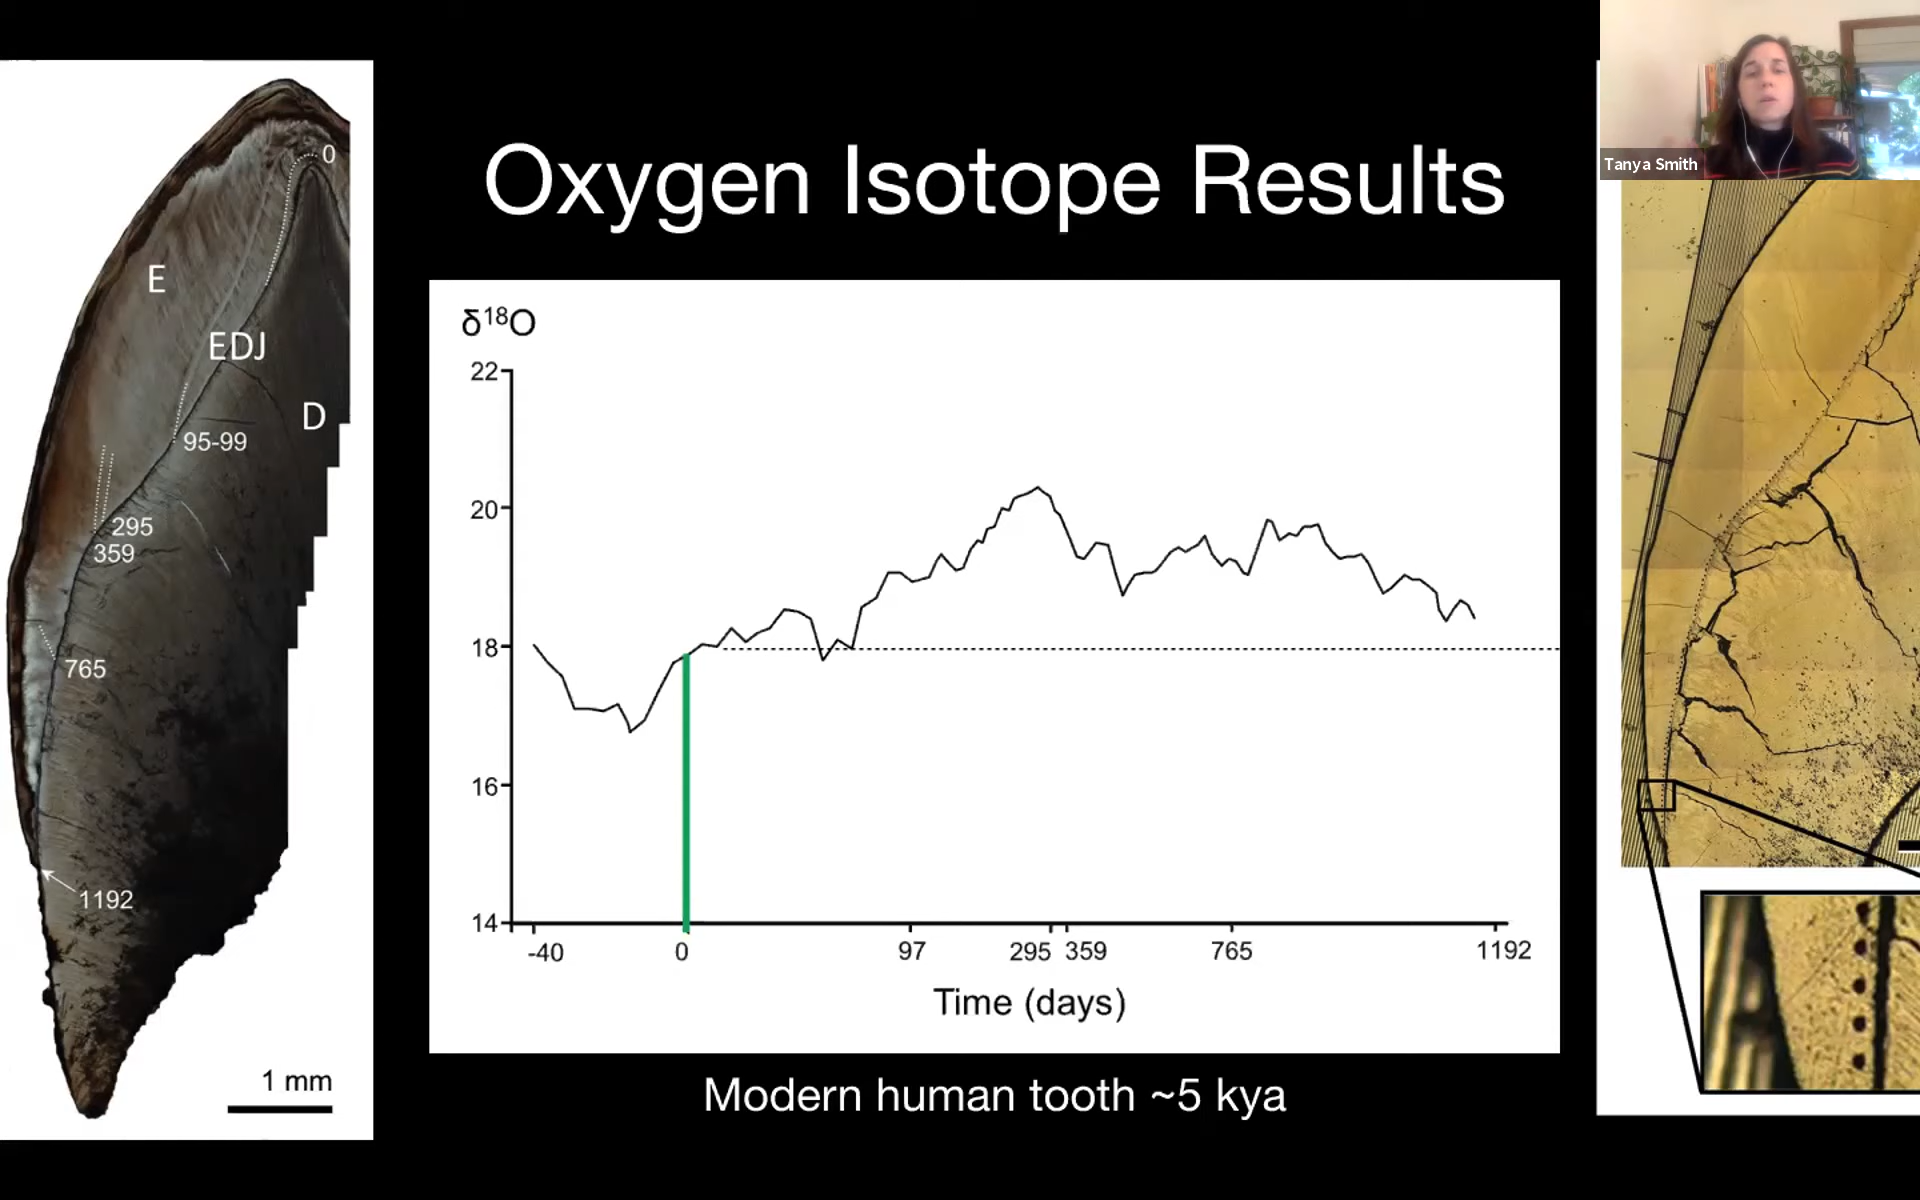 Oxygen Isotope Results
Tanya Smith
0
E
EDJ
D
95-99
295
359
765
1192
1 mm
δ¹⁸O
22
20
18
16
14
-40 0 97 295 359 765 1192
Time (days)
Modern human tooth ~5 kya